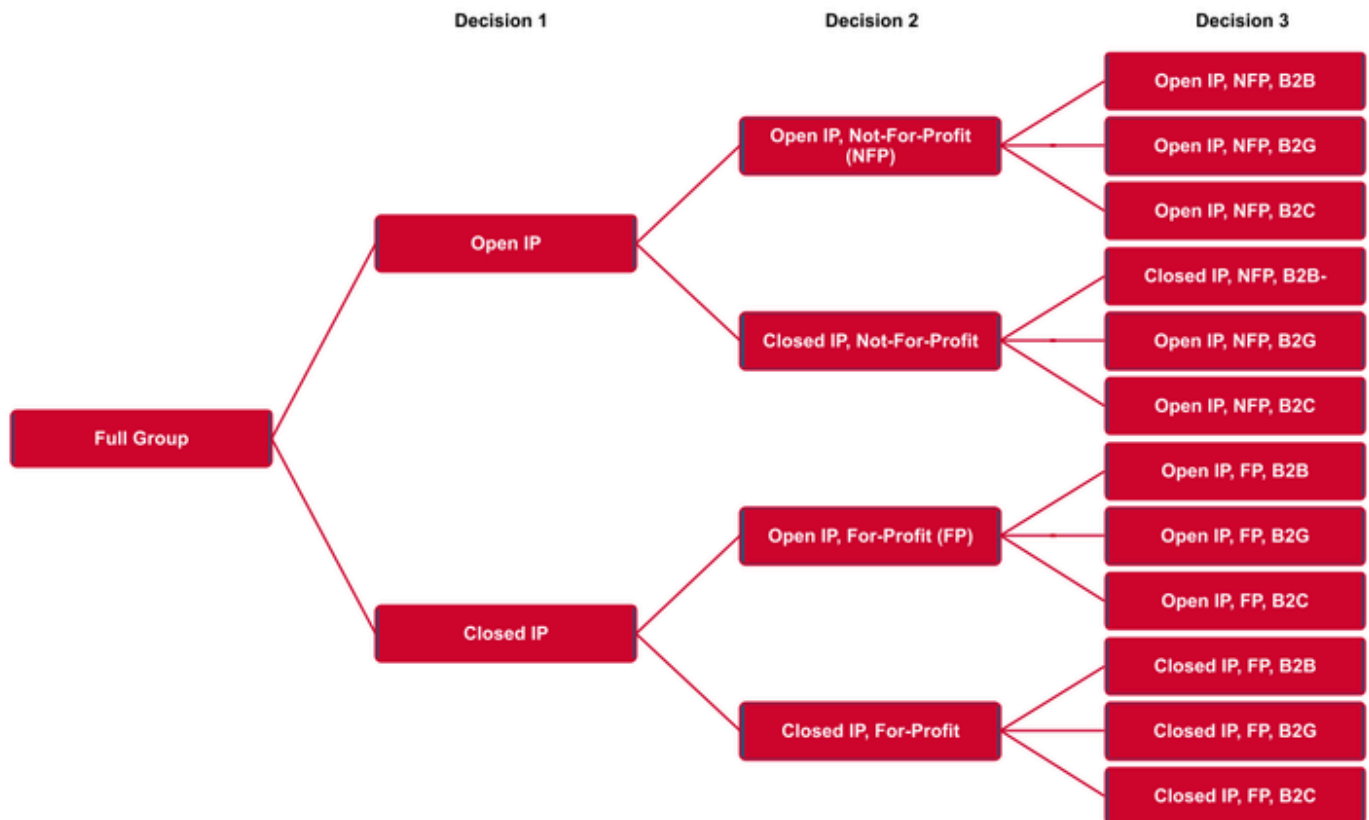 Decision 1
Decision 2
Decision 3
Open IP, NFP, B2B
Open IP, Not-For-Profit
(NFP)
Open IP, NFP, B2G
Open IP, NFP, B2C
Open IP
Closed IP, NFP, B2B-
Closed IP, Not-For-Profit
Open IP, NFP, B2G
Open IP, NFP, B2C
Full Group
Open IP, FP, B2B
Open IP, For-Profit (FP)
Open IP, FP, B2G
Open IP, FP, B2C
Closed IP
Closed IP, FP, B2B
Closed IP, For-Profit
Closed IP, FP, B2G
Closed IP, FP, B2C